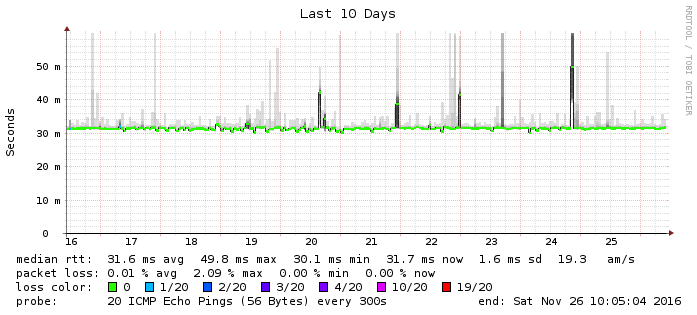 Last 10 Days
RRDTOOL / TOBI OETIKER
Seconds
50 m
40 m
30 m
20 m
10 m
0
16 17 18 19 20 21 22 23 24 25
median rtt: 31.6 ms avg 49.8 ms max 30.1 ms min 31.7 ms now 1.6 ms sd 19.3 am/s
packet loss: 0.01 % avg 2.09 % max 0.00 % min 0.00 % now
loss color: 0 1/20 2/20 3/20 4/20 10/20 19/20
probe: 20 ICMP Echo Pings (56 Bytes) every 300s end: Sat Nov 26 10:05:04 2016